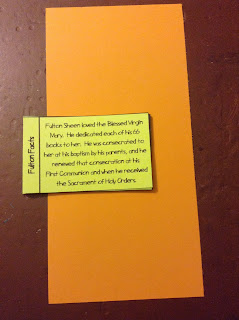 Fulton Facts
Fulton Sheen loved the Blessed Virgin
Mary. He dedicated each of his 66
books to her. He was consecrated to
her at his baptism by his parents, and he
renewed that consecration at his
First Communion and when he received
the Sacrament of Holy Orders.